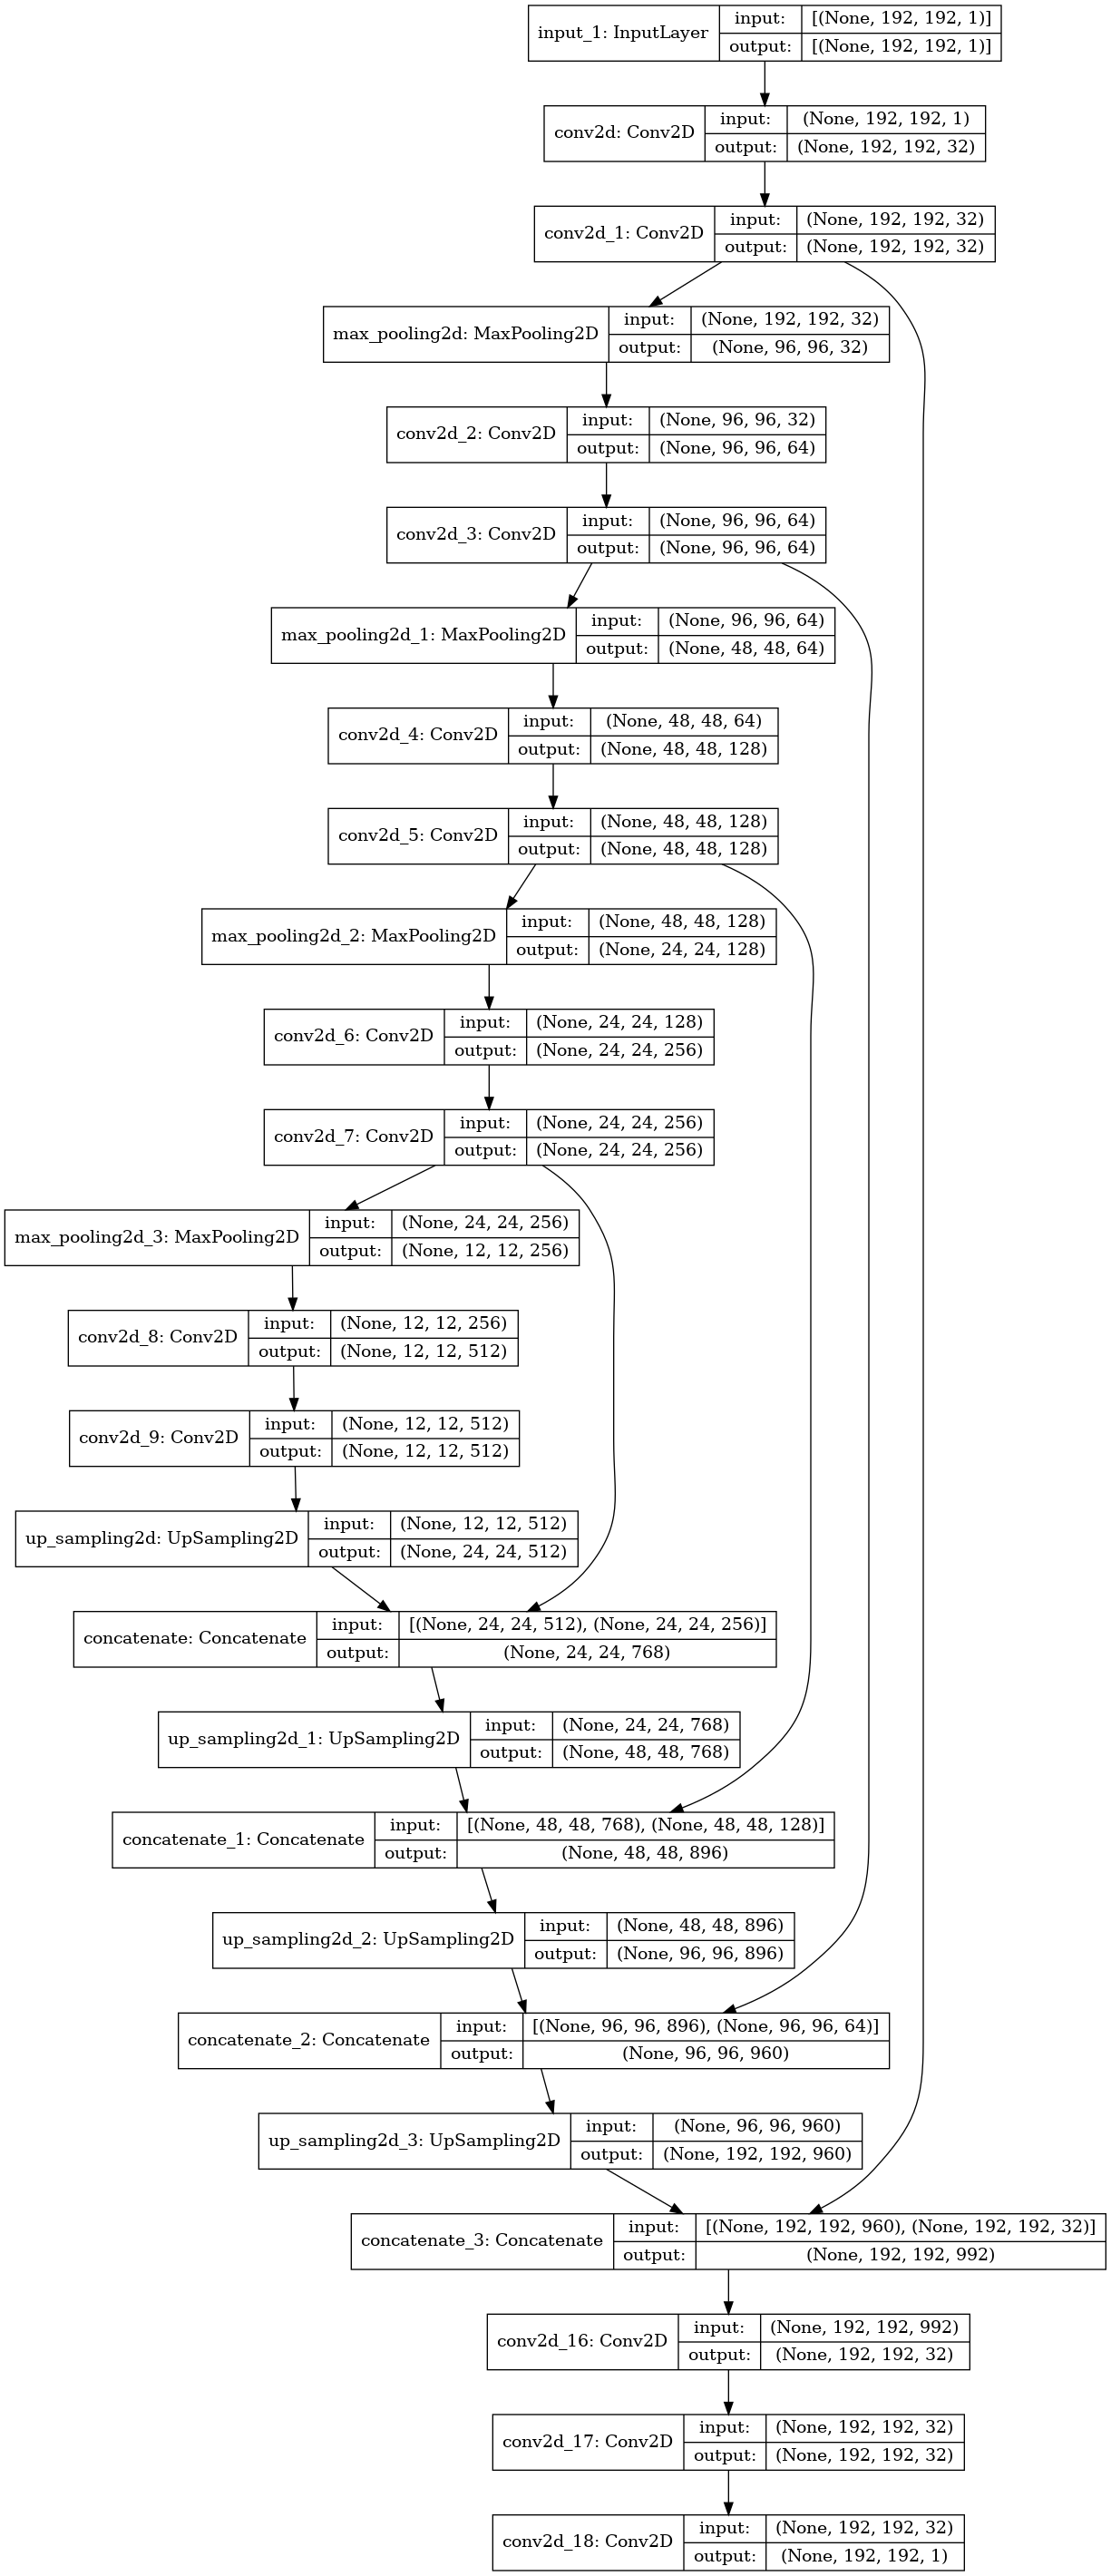 input_1: InputLayer
input:
[(None, 192, 192, 1)]
output:
[(None, 192, 192, 1)]
conv2d: Conv2D
input:
(None, 192, 192, 1)
output:
(None, 192, 192, 32)
conv2d_1: Conv2D
input:
(None, 192, 192, 32)
output:
(None, 192, 192, 32)
max_pooling2d: MaxPooling2D
input:
(None, 192, 192, 32)
output:
(None, 96, 96, 32)
conv2d_2: Conv2D
input:
(None, 96, 96, 32)
output:
(None, 96, 96, 64)
conv2d_3: Conv2D
input:
(None, 96, 96, 64)
output:
(None, 96, 96, 64)
max_pooling2d_1: MaxPooling2D
input:
(None, 96, 96, 64)
output:
(None, 48, 48, 64)
conv2d_4: Conv2D
input:
(None, 48, 48, 64)
output:
(None, 48, 48, 128)
conv2d_5: Conv2D
input:
(None, 48, 48, 128)
output:
(None, 48, 48, 128)
max_pooling2d_2: MaxPooling2D
input:
(None, 48, 48, 128)
output:
(None, 24, 24, 128)
conv2d_6: Conv2D
input:
(None, 24, 24, 128)
output:
(None, 24, 24, 256)
conv2d_7: Conv2D
input:
(None, 24, 24, 256)
output:
(None, 24, 24, 256)
max_pooling2d_3: MaxPooling2D
input:
(None, 24, 24, 256)
output:
(None, 12, 12, 256)
conv2d_8: Conv2D
input:
(None, 12, 12, 256)
output:
(None, 12, 12, 512)
conv2d_9: Conv2D
input:
(None, 12, 12, 512)
output:
(None, 12, 12, 512)
up_sampling2d: UpSampling2D
input:
(None, 12, 12, 512)
output:
(None, 24, 24, 512)
concatenate: Concatenate
input:
[(None, 24, 24, 512), (None, 24, 24, 256)]
output:
(None, 24, 24, 768)
up_sampling2d_1: UpSampling2D
input:
(None, 24, 24, 768)
output:
(None, 48, 48, 768)
concatenate_1: Concatenate
input:
[(None, 48, 48, 768), (None, 48, 48, 128)]
output:
(None, 48, 48, 896)
up_sampling2d_2: UpSampling2D
input:
(None, 48, 48, 896)
output:
(None, 96, 96, 896)
concatenate_2: Concatenate
input:
[(None, 96, 96, 896), (None, 96, 96, 64)]
output:
(None, 96, 96, 960)
up_sampling2d_3: UpSampling2D
input:
(None, 96, 96, 960)
output:
(None, 192, 192, 960)
concatenate_3: Concatenate
input:
[(None, 192, 192, 960), (None, 192, 192, 32)]
output:
(None, 192, 192, 992)
conv2d_16: Conv2D
input:
(None, 192, 192, 992)
output:
(None, 192, 192, 32)
conv2d_17: Conv2D
input:
(None, 192, 192, 32)
output:
(None, 192, 192, 32)
conv2d_18: Conv2D
input:
(None, 192, 192, 32)
output:
(None, 192, 192, 1)